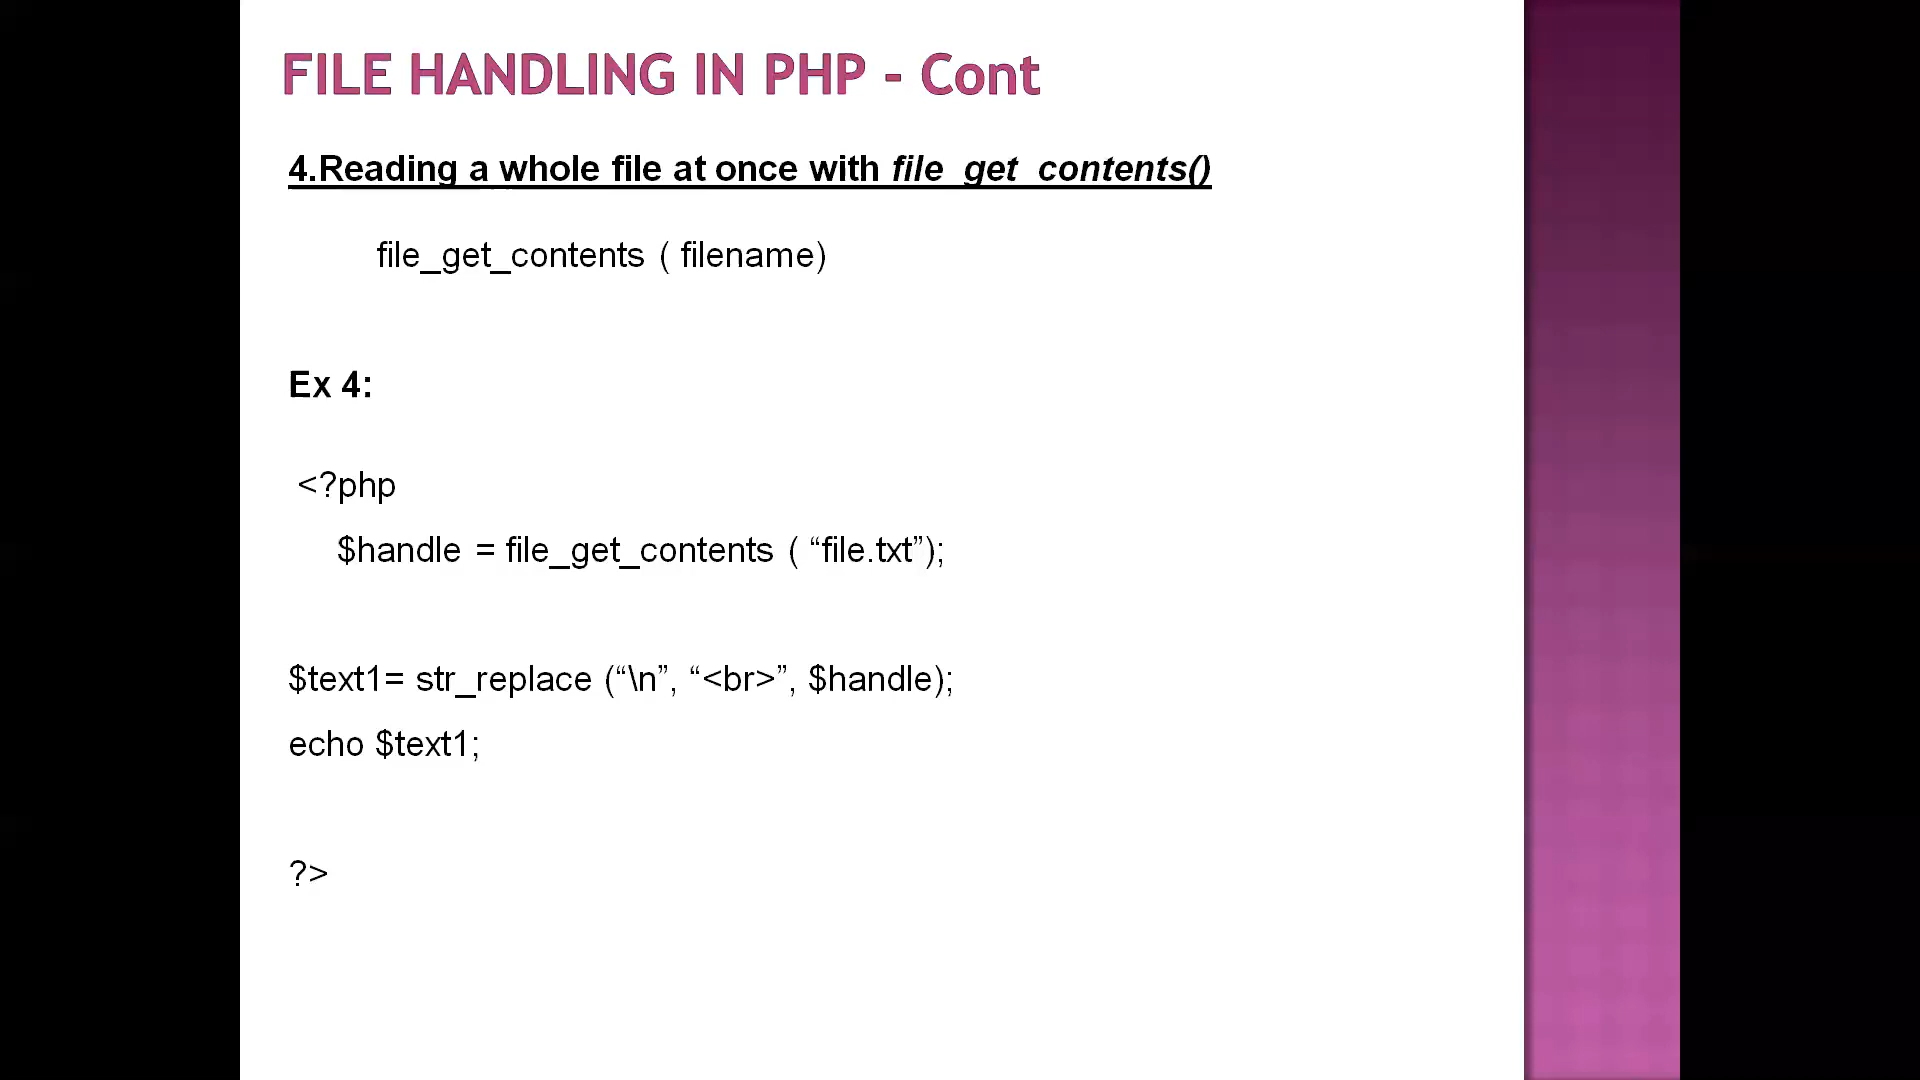 FILE HANDLING IN PHP - Cont
4.Reading a whole file at once with file_get_contents()
file_get_contents ( filename)
Ex 4:
<?php
$handle = file_get_contents ( “file.txt”);
$text1= str_replace (“\n”, “<br>”, $handle);
echo $text1;
?>